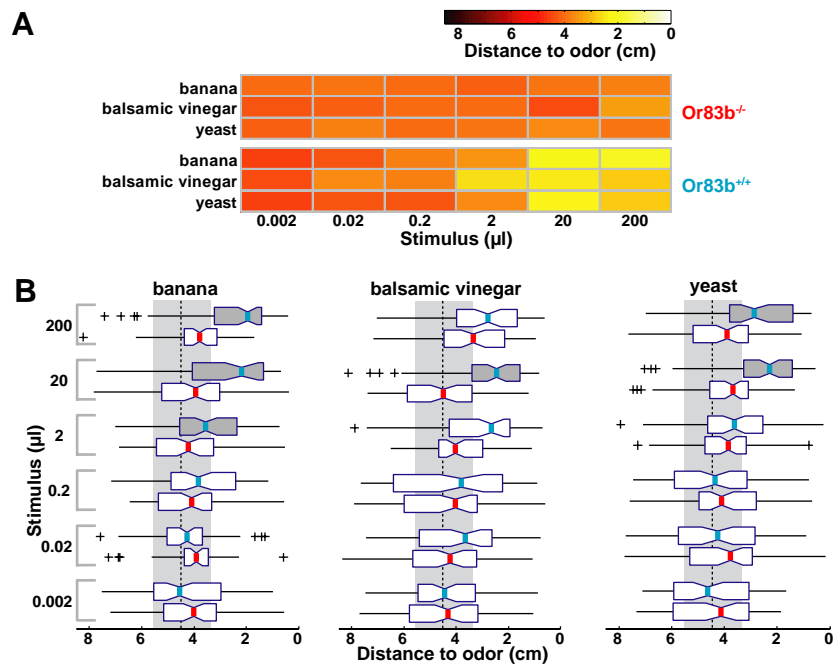 A
8 6 4 2 0
Distance to odor (cm)
banana
balsamic vinegar
yeast
Or83b-/-
banana
balsamic vinegar
yeast
Or83b+/+
0.002 0.02 0.2 2 20 200
Stimulus (µl)
B
banana
balsamic vinegar
yeast
Stimulus (µl)
200
20
2
0.2
0.02
0.002
8 6 4 2 0
8 6 4 2 0
8 6 4 2 0
Distance to odor (cm)